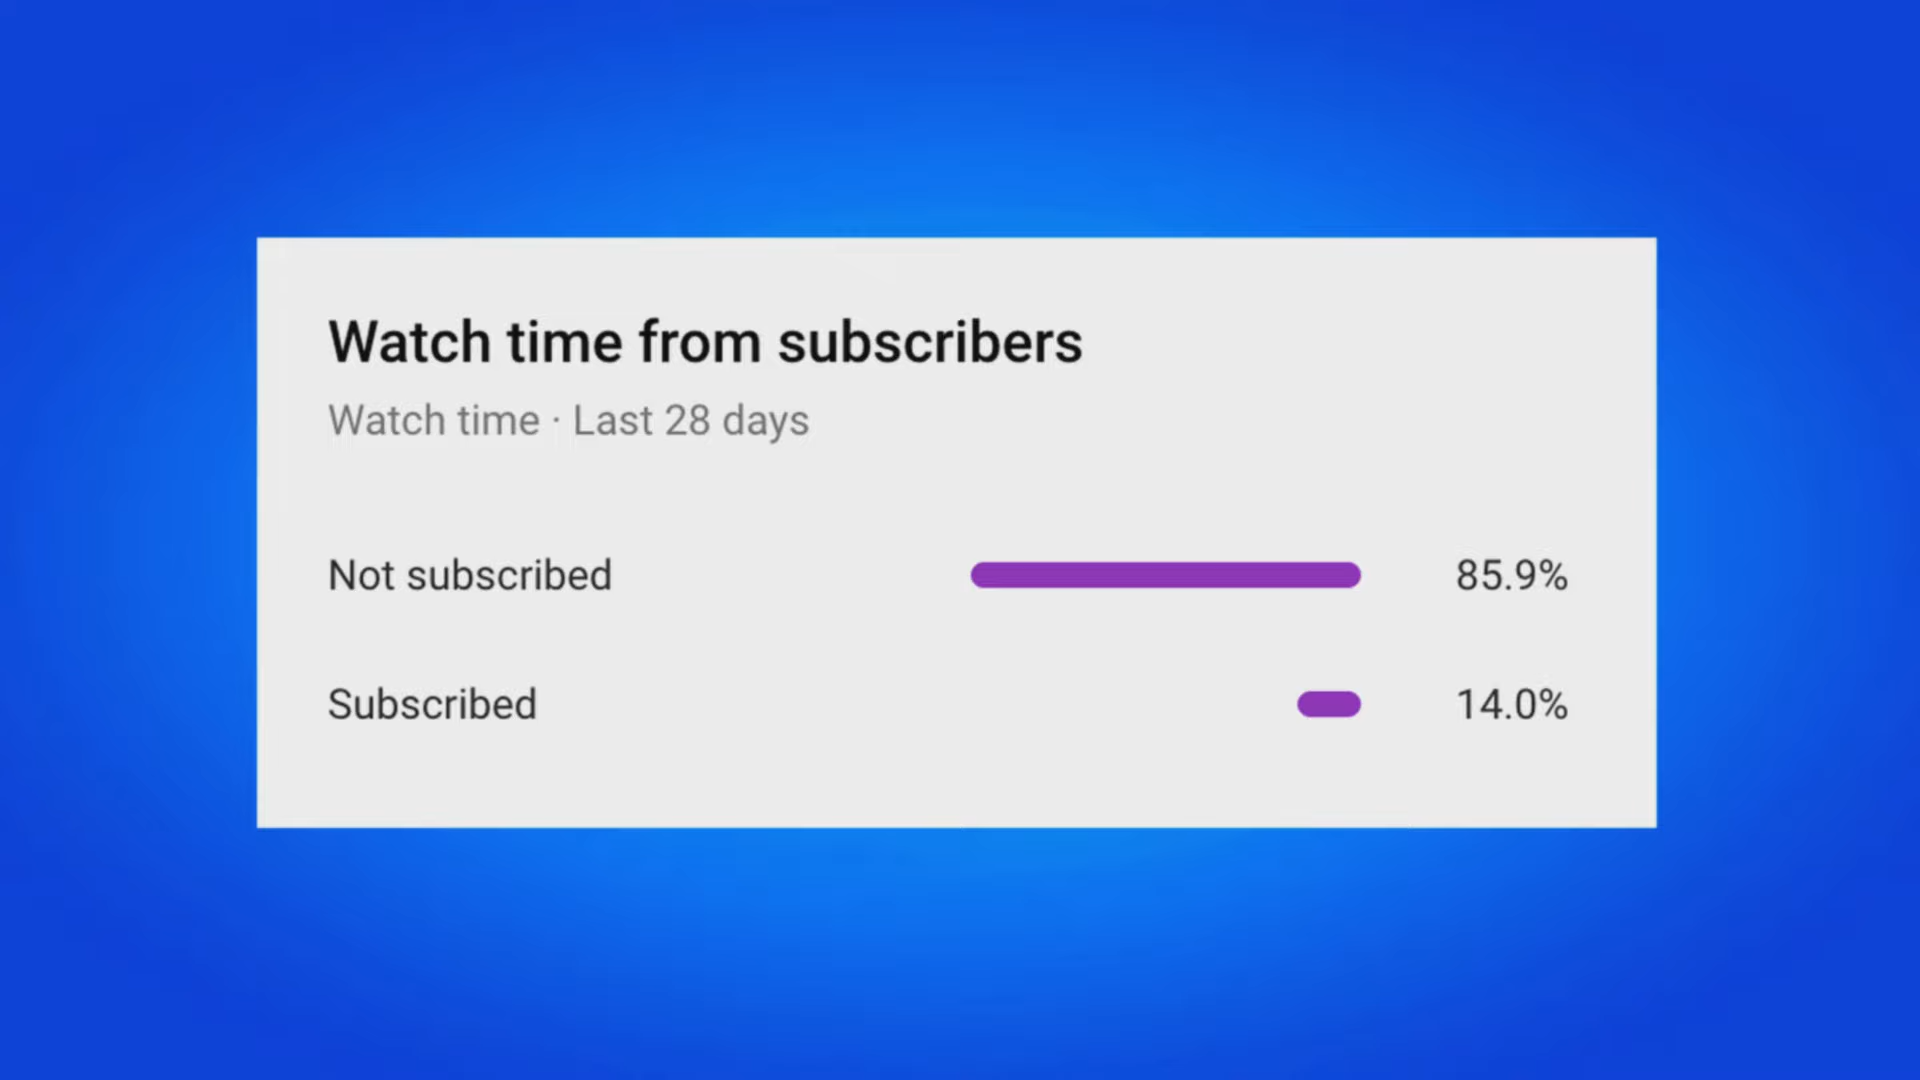 Watch time from subscribers
Watch time · Last 28 days
Not subscribed 85.9%
Subscribed 14.0%